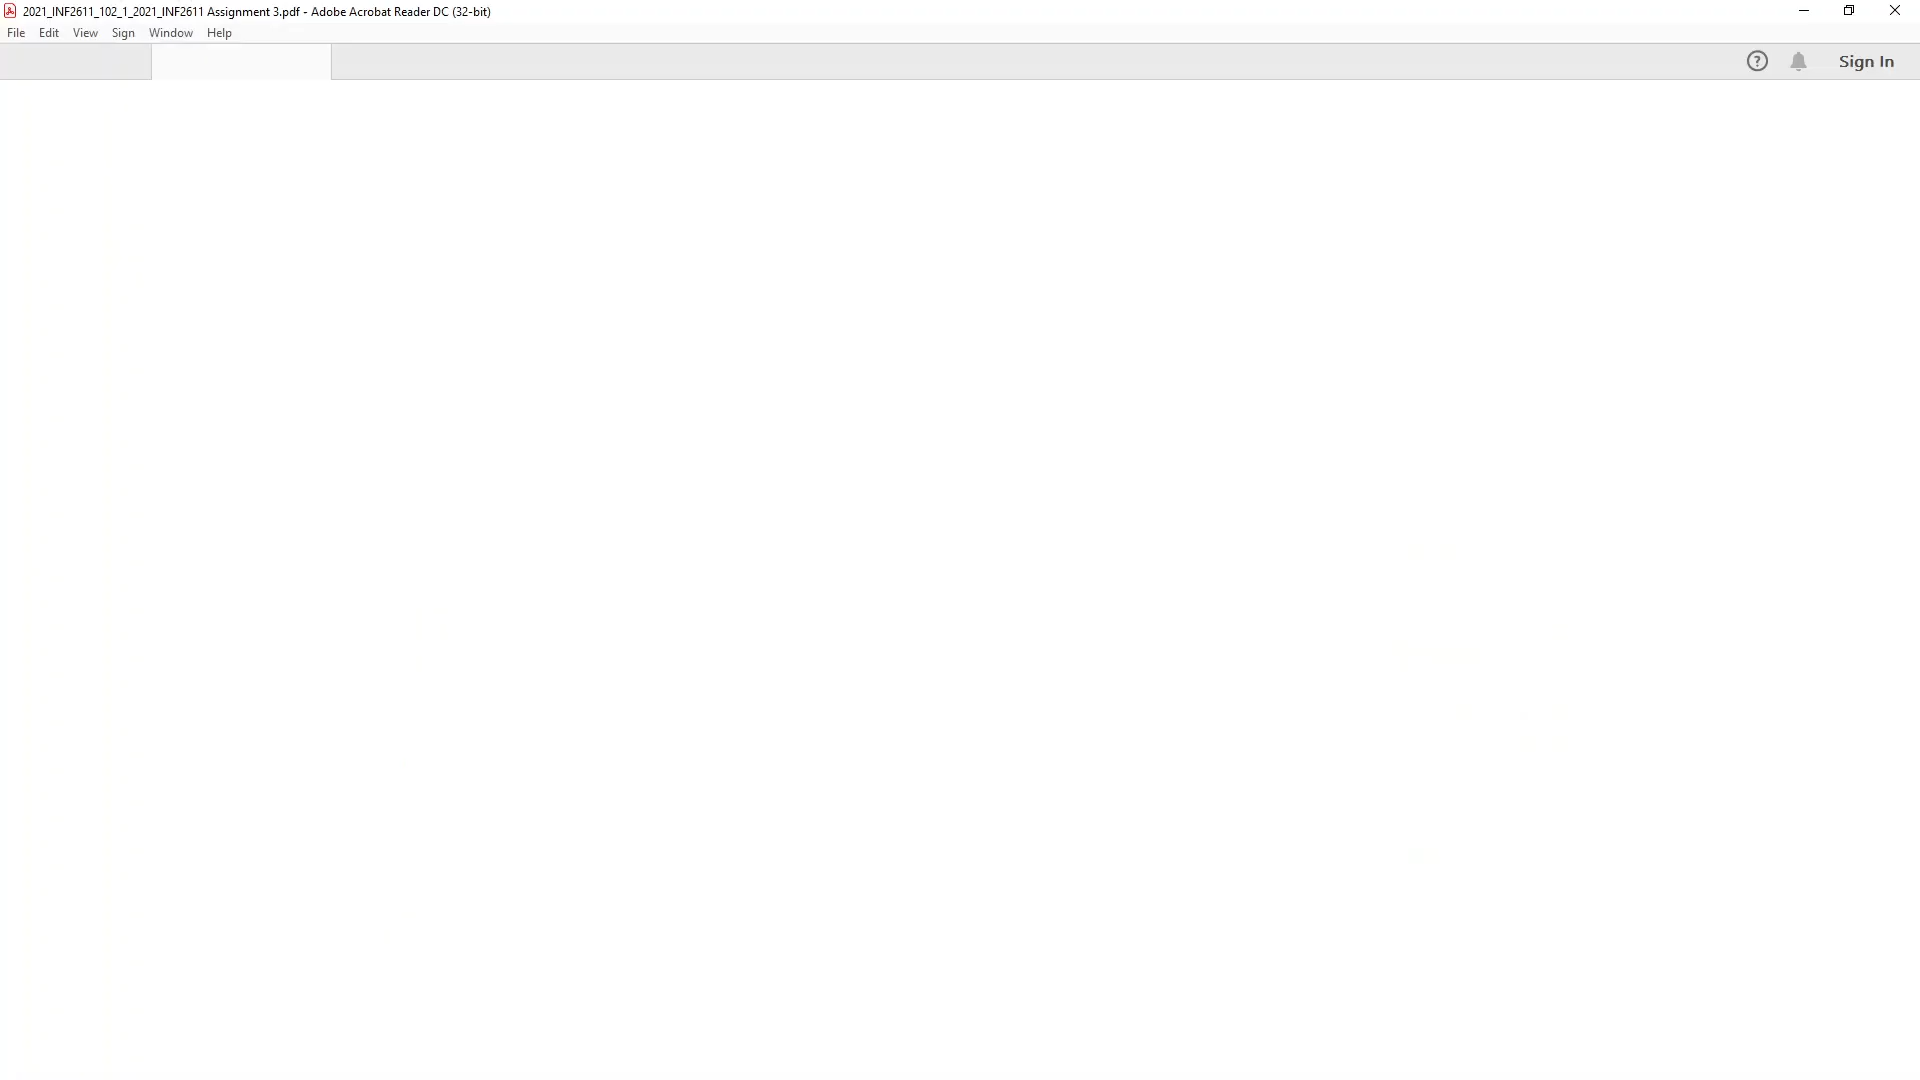 2021_INF2611_102_1_2021_INF2611 Assignment 3.pdf - Adobe Acrobat Reader DC (32-bit)
File Edit View Sign Window Help
? Sign In